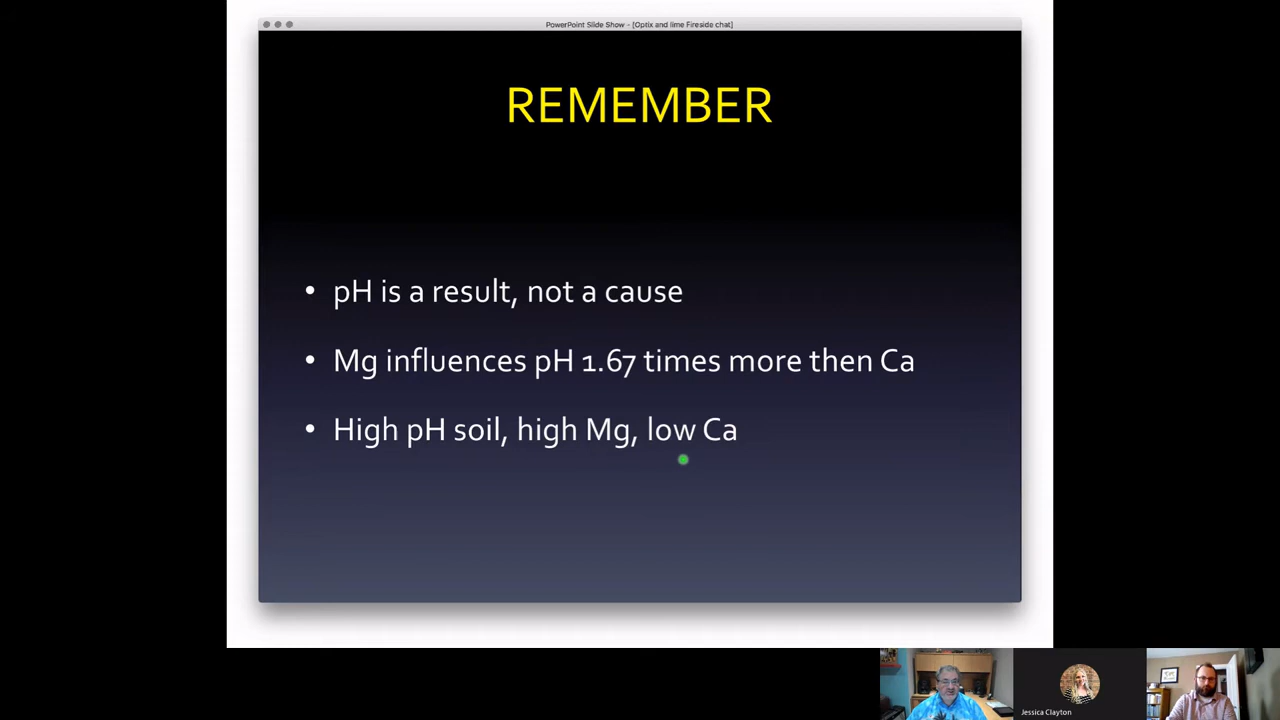 PowerPoint Slide Show - [Optix and lime Fireside chat]
REMEMBER
• pH is a result, not a cause
• Mg influences pH 1.67 times more then Ca
• High pH soil, high Mg, low Ca
Jessica Clayton